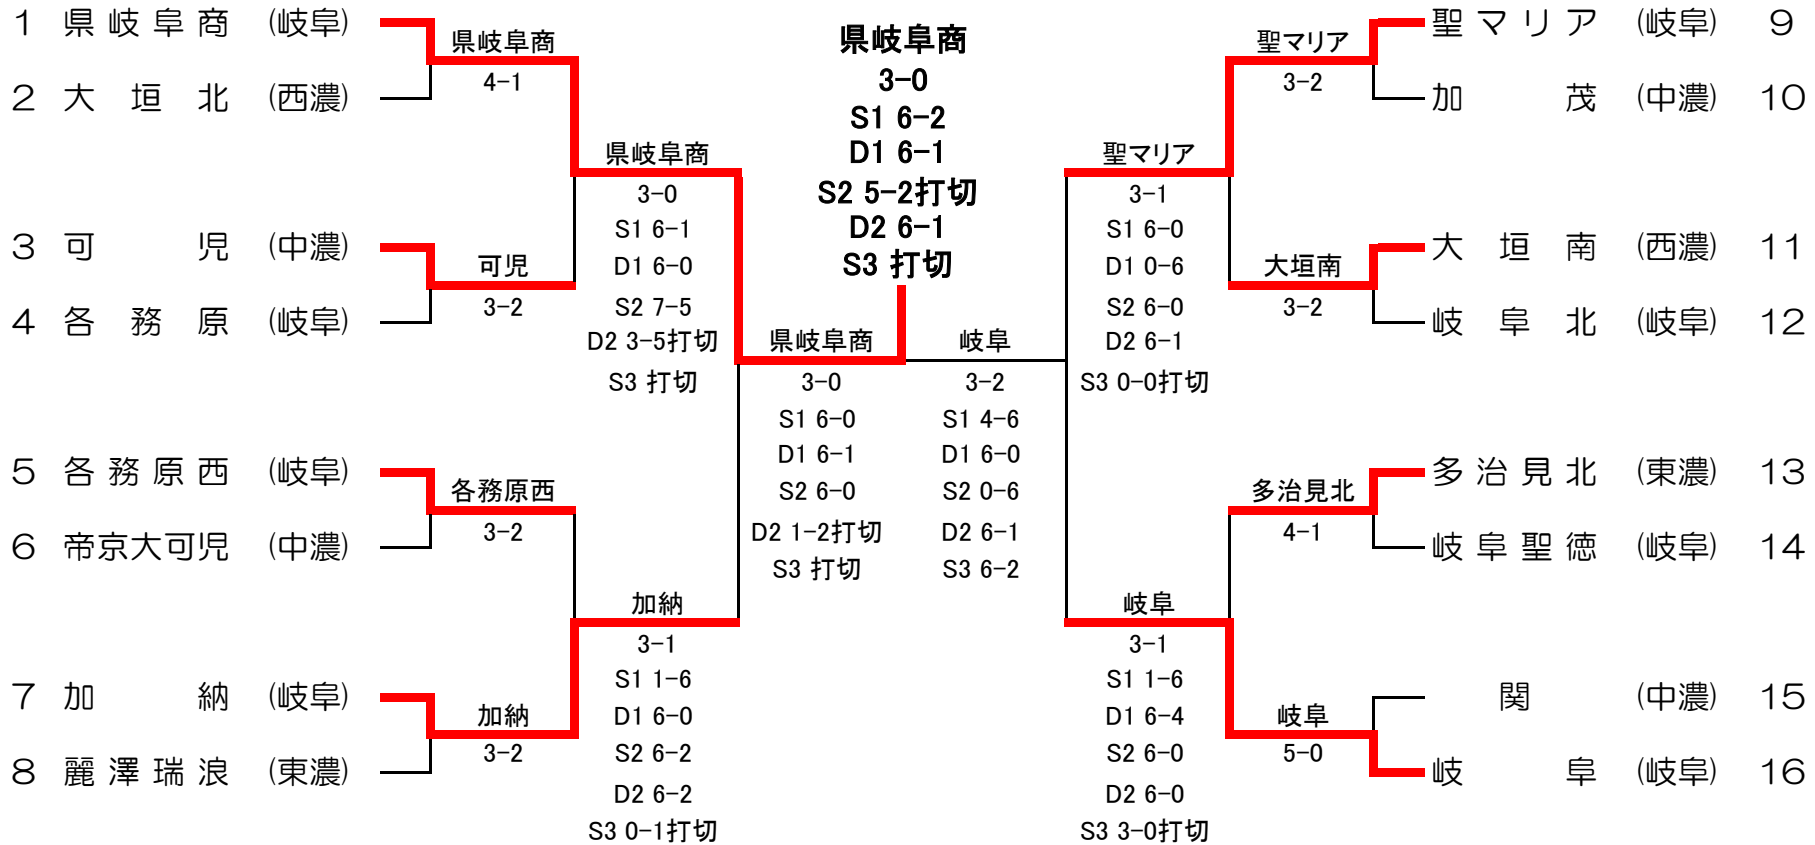 1 県岐阜商 (岐阜)
県岐阜商
4-1
2 大垣北 (西濃)
県岐阜商
3-0
S1 6-1
D1 6-0
S2 7-5
D2 3-5打切
S3 打切
3 可児 (中濃)
可児
3-2
4 各務原 (岐阜)
県岐阜商
3-0
S1 6-0
D1 6-1
S2 6-0
D2 1-2打切
S3 打切
5 各務原西 (岐阜)
各務原西
3-2
6 帝京大可児 (中濃)
加納
3-1
S1 1-6
D1 6-0
S2 6-2
D2 6-2
S3 0-1打切
7 加納 (岐阜)
加納
3-2
8 麗澤瑞浪 (東濃)
県岐阜商
3-0
S1 6-2
D1 6-1
S2 5-2打切
D2 6-1
S3 打切
聖マリア (岐阜) 9
聖マリア
3-2
加茂 (中濃) 10
聖マリア
3-1
S1 6-0
D1 0-6
S2 6-0
D2 6-1
S3 0-0打切
大垣南 (西濃) 11
大垣南
3-2
岐阜北 (岐阜) 12
岐阜
3-2
S1 4-6
D1 6-0
S2 0-6
D2 6-1
S3 6-2
多治見北 (東濃) 13
多治見北
4-1
岐阜聖徳 (岐阜) 14
岐阜
3-1
S1 1-6
D1 6-4
S2 6-0
D2 6-0
S3 3-0打切
関 (中濃) 15
岐阜
5-0
岐阜 (岐阜) 16